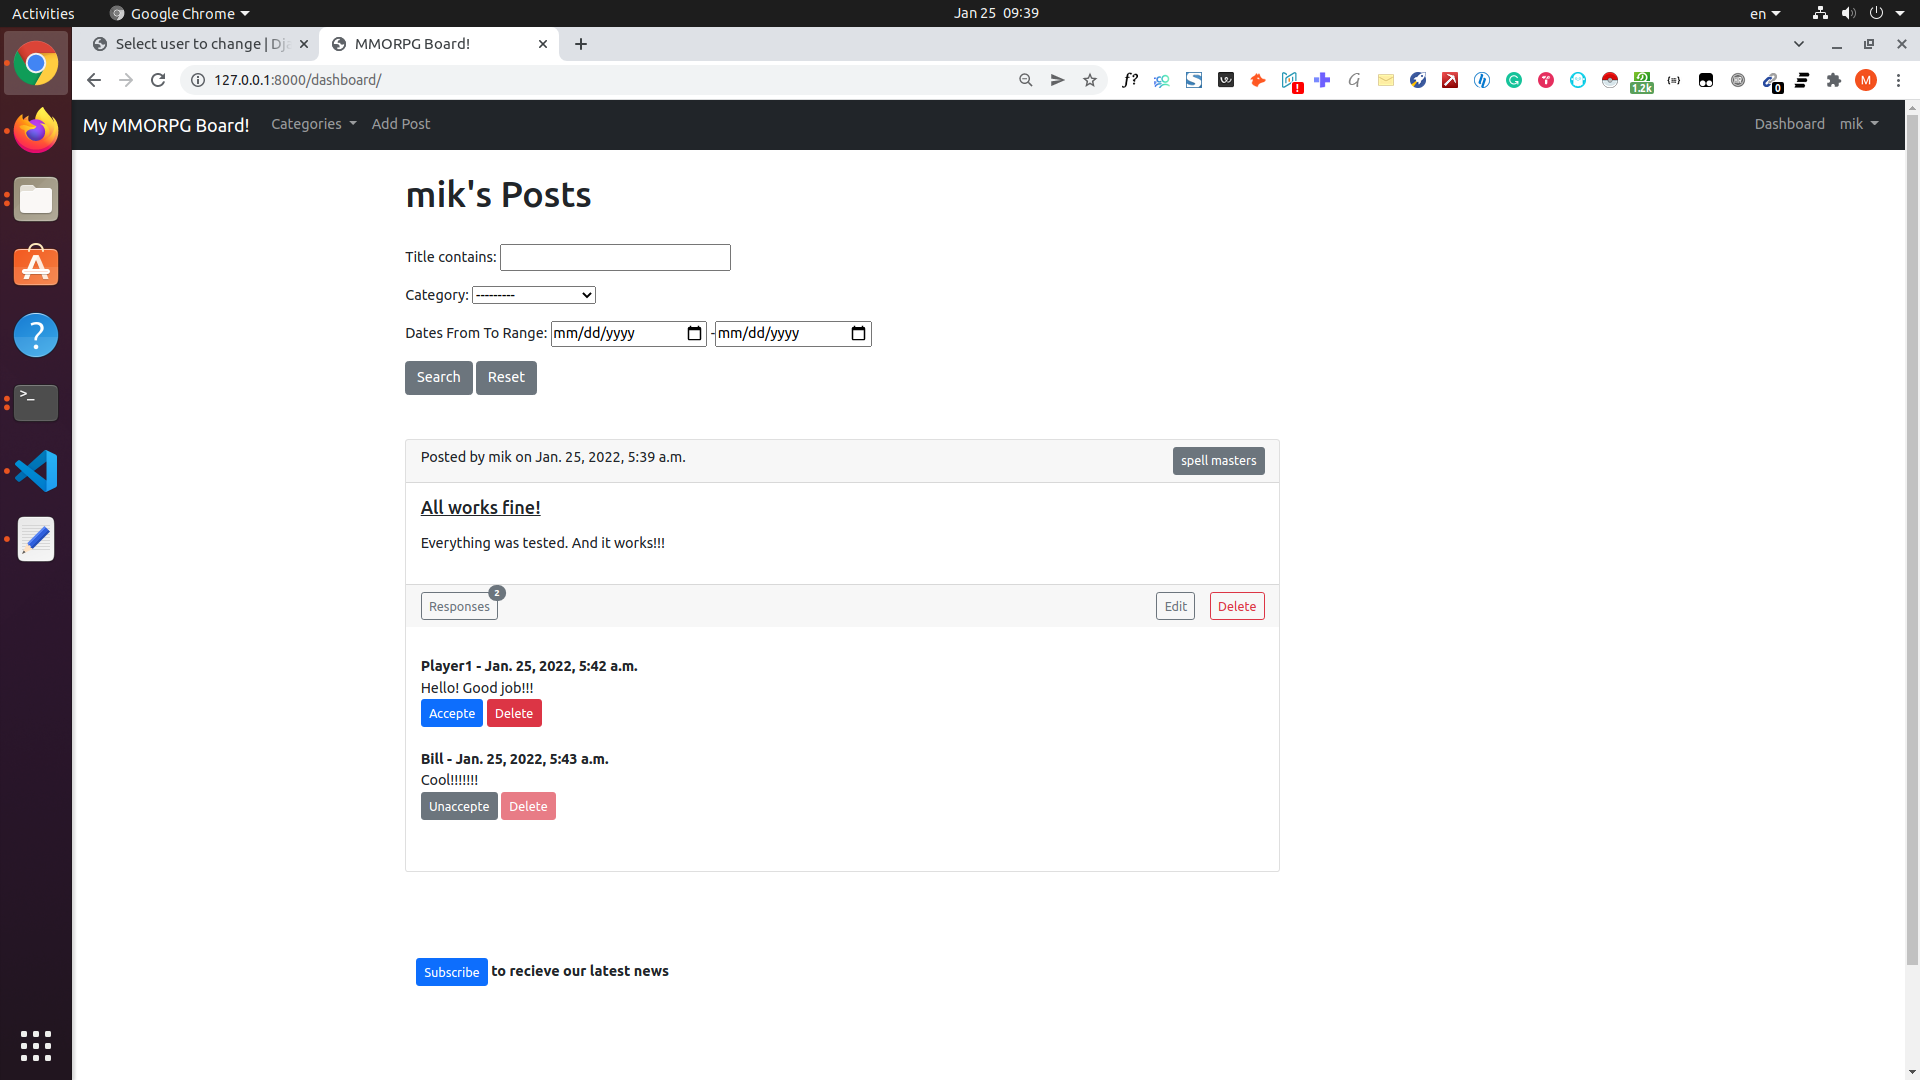 Activities
Google Chrome
Jan 25 09:39
en
Select user to change | Dj
MMORPG Board!
127.0.0.1:8000/dashboard/
f?
!
1.2k
0
M
My MMORPG Board!
Categories
Add Post
Dashboard
mik
mik's Posts
Title contains:
Category: ---------
Dates From To Range: mm/dd/yyyy - mm/dd/yyyy
Search Reset
Posted by mik on Jan. 25, 2022, 5:39 a.m.
spell masters
All works fine!
Everything was tested. And it works!!!
Responses 2
Edit
Delete
Player1 - Jan. 25, 2022, 5:42 a.m.
Hello! Good job!!!
Accepte Delete
Bill - Jan. 25, 2022, 5:43 a.m.
Cool!!!!!!!
Unaccepte Delete
Subscribe to recieve our latest news